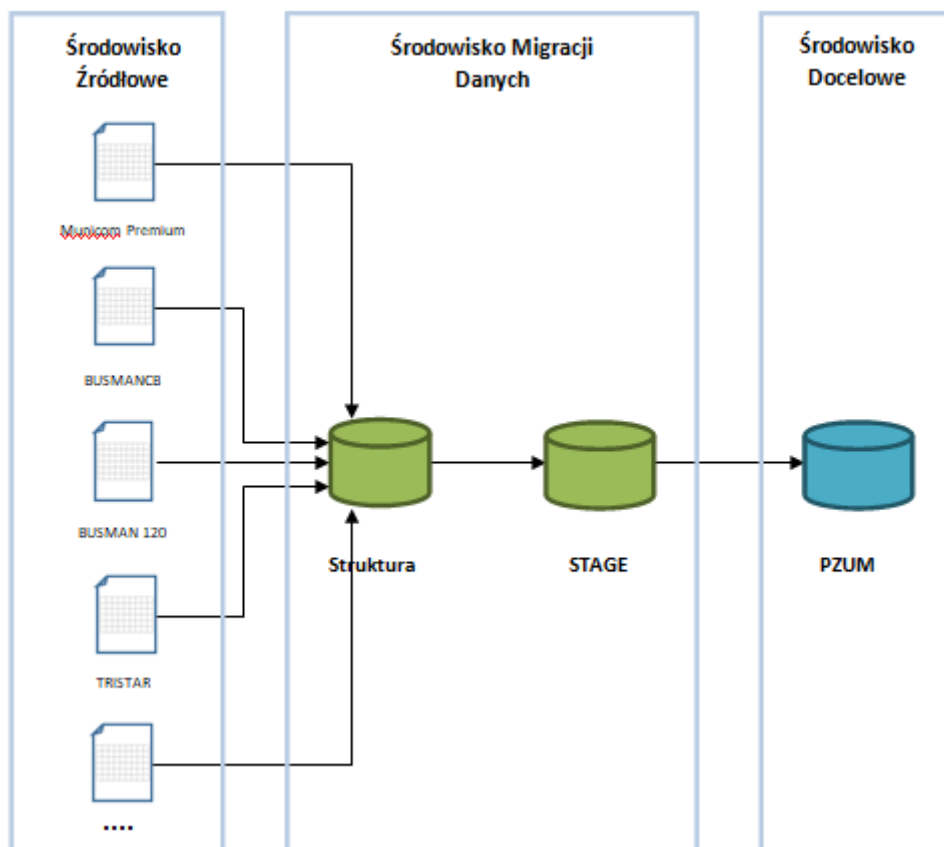 Środowisko
Źródłowe
Środowisko Migracji
Danych
Środowisko
Docelowe
Municom Premium
BUSMANCB
BUSMAN 120
TRISTAR
....
Struktura
STAGE
PZUM